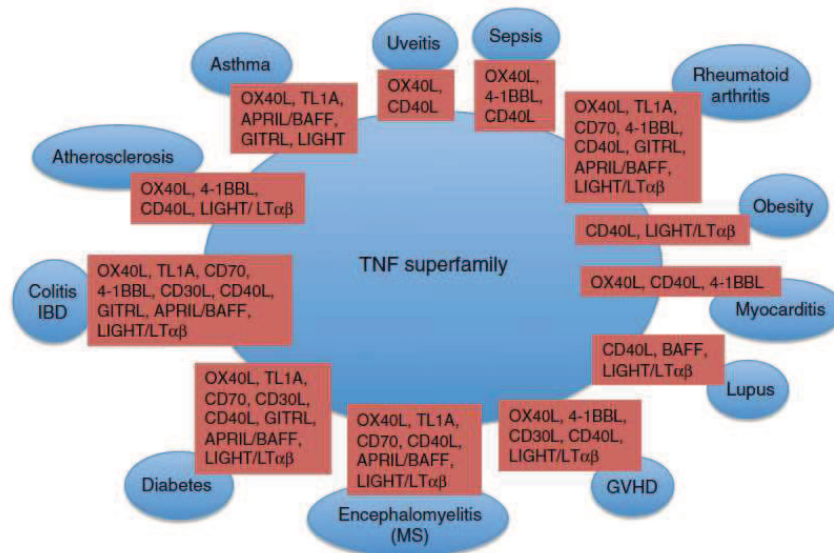 Uveitis
OX40L,
CD40L
Sepsis
OX40L,
4-1BBL,
CD40L
Asthma
OX40L, TL1A,
APRIL/BAFF,
GITRL, LIGHT
Rheumatoid
arthritis
OX40L, TL1A,
CD70, 4-1BBL,
CD40L, GITRL,
APRIL/BAFF,
LIGHT/LTαβ
Atherosclerosis
OX40L, 4-1BBL,
CD40L, LIGHT/ LTαβ
Obesity
CD40L, LIGHT/LTαβ
TNF superfamily
Colitis
IBD
OX40L, TL1A, CD70,
4-1BBL, CD30L, CD40L,
GITRL, APRIL/BAFF,
LIGHT/LTαβ
OX40L, CD40L, 4-1BBL
Myocarditis
CD40L, BAFF,
LIGHT/LTαβ
Lupus
OX40L, TL1A,
CD70, CD30L,
CD40L, GITRL,
APRIL/BAFF,
LIGHT/LTαβ
Diabetes
OX40L, TL1A,
CD70, CD40L,
APRIL/BAFF,
LIGHT/LTαβ
Encephalomyelitis
(MS)
OX40L, 4-1BBL,
CD30L, CD40L,
LIGHT/LTαβ
GVHD